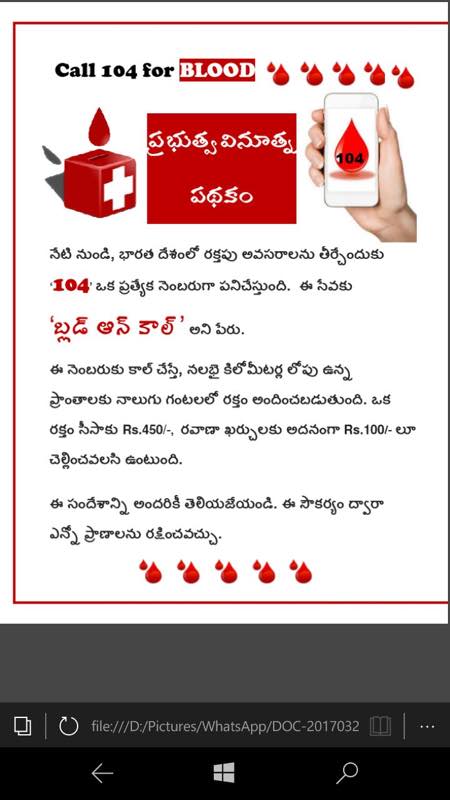 Call 104 for BLOOD
ప్రభుత్వ వినూత్న
పథకం
104
నేటి నుండి, భారత దేశంలో రక్తపు అవసరాలను తీర్చేందుకు
'104' ఒక ప్రత్యేక నెంబరుగా పనిచేస్తుంది. ఈ సేవకు
'బ్లడ్ ఆన్ కాల్' అని పేరు.
ఈ నెంబరుకు కాల్ చేస్తే, నలభై కిలోమీటర్ల లోపు ఉన్న
ప్రాంతాలకు నాలుగు గంటలలో రక్తం అందించబడుతుంది. ఒక
రక్తం సీసాకు Rs.450/-, రవాణా ఖర్చులకు అదనంగా Rs.100/- లూ
చెల్లించవలసి ఉంటుంది.
ఈ సందేశాన్ని అందరికీ తెలియజేయండి. ఈ సౌకర్యం ద్వారా
ఎన్నో ప్రాణాలను రక్షించవచ్చు.
file:///D:/Pictures/WhatsApp/DOC-2017032